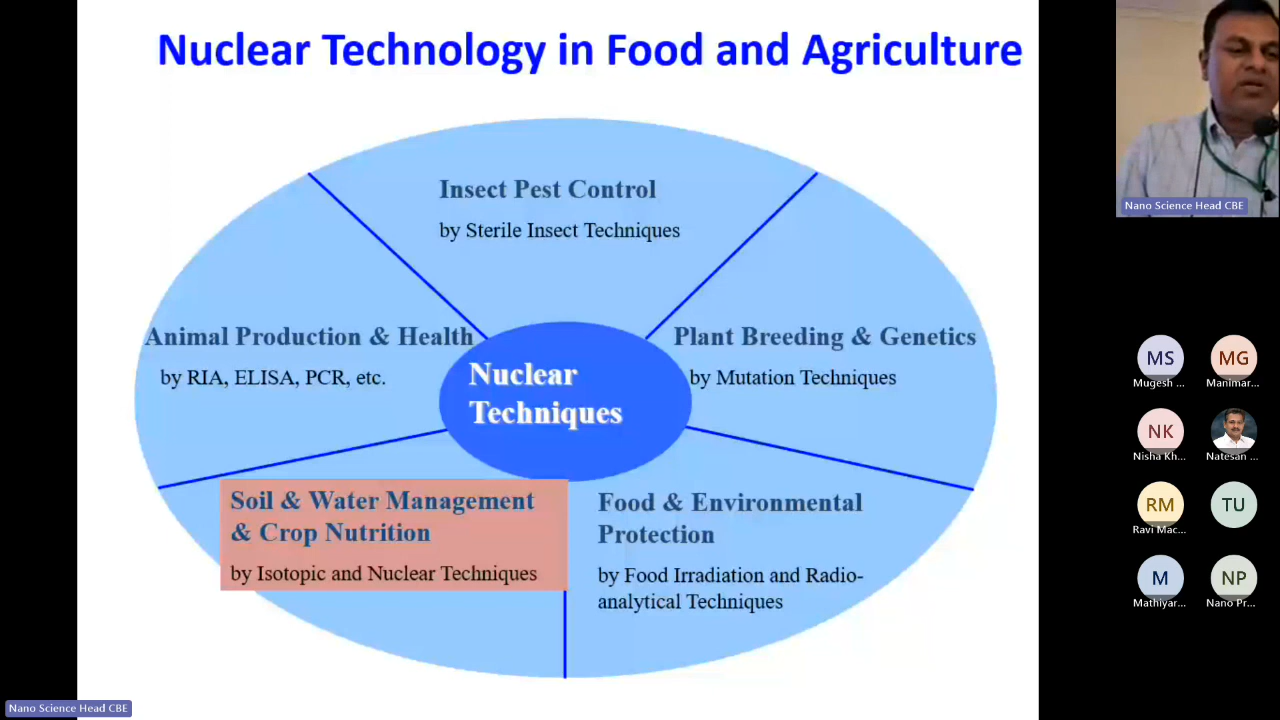 Nuclear Technology in Food and Agriculture
Insect Pest Control
by Sterile Insect Techniques
Animal Production & Health
by RIA, ELISA, PCR, etc.
Plant Breeding & Genetics
by Mutation Techniques
Nuclear
Techniques
Soil & Water Management
& Crop Nutrition
by Isotopic and Nuclear Techniques
Food & Environmental
Protection
by Food Irradiation and Radio-
analytical Techniques
Nano Science Head CBE
MS
Mugesh ...
MG
Manimar...
NK
Nisha Kh...
Natesan ...
RM
Ravi Mac...
TU
M
Mathiyar...
NP
Nano Pr...
Nano Science Head CBE